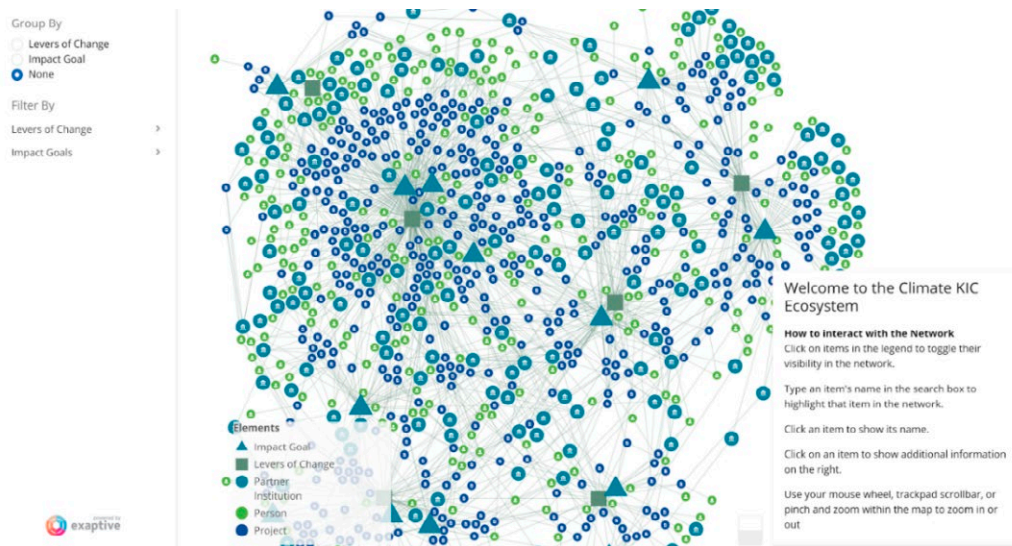 Group By
Levers of Change
Impact Goal
None
Filter By
Levers of Change
Impact Goals
powered by
exaptive
Elements
Impact Goal
Levers of Change
Partner
Institution
Person
Project
Welcome to the Climate KIC
Ecosystem
How to interact with the Network
Click on items in the legend to toggle their
visibility in the network.
Type an item's name in the search box to
highlight that item in the network.
Click an item to show its name.
Click on an item to show additional information
on the right.
Use your mouse wheel, trackpad scrollbar, or
pinch and zoom within the map to zoom in or
out